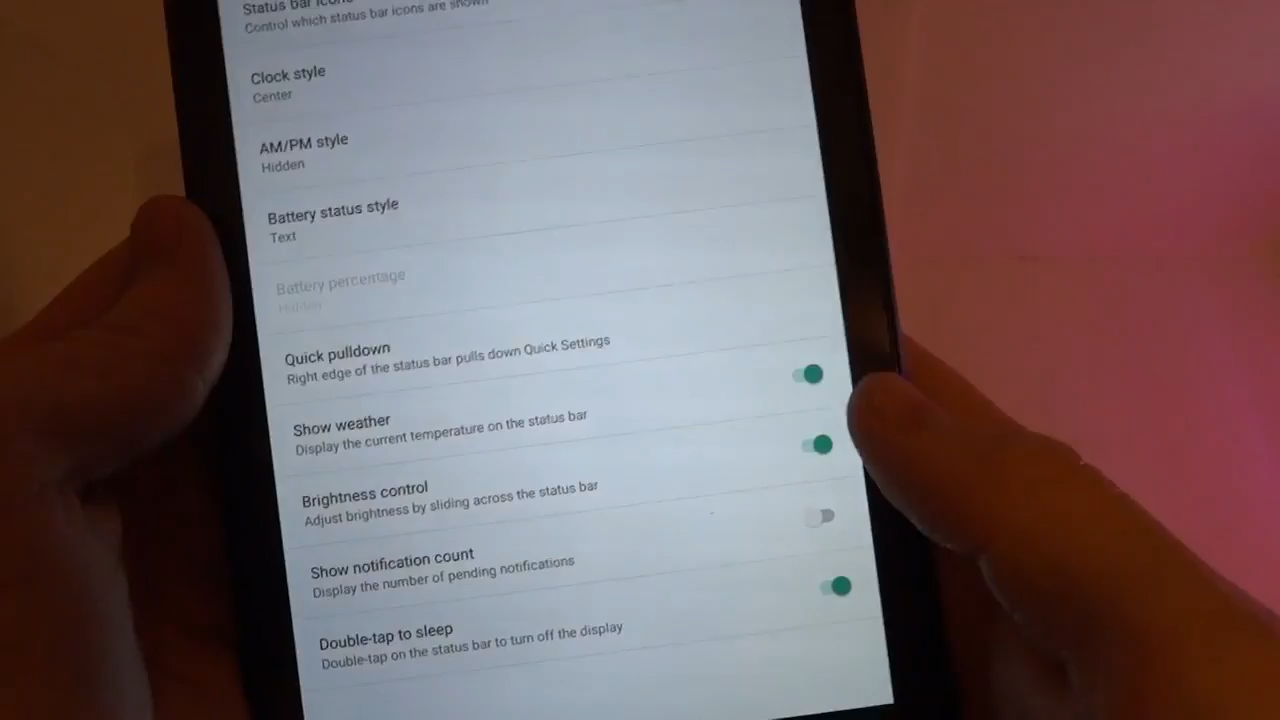 Status bar icons
Control which status bar icons are shown
Clock style
Center
AM/PM style
Hidden
Battery status style
Text
Battery percentage
Hidden
Quick pulldown
Right edge of the status bar pulls down Quick Settings
Show weather
Display the current temperature on the status bar
Brightness control
Adjust brightness by sliding across the status bar
Show notification count
Display the number of pending notifications
Double-tap to sleep
Double-tap on the status bar to turn off the display